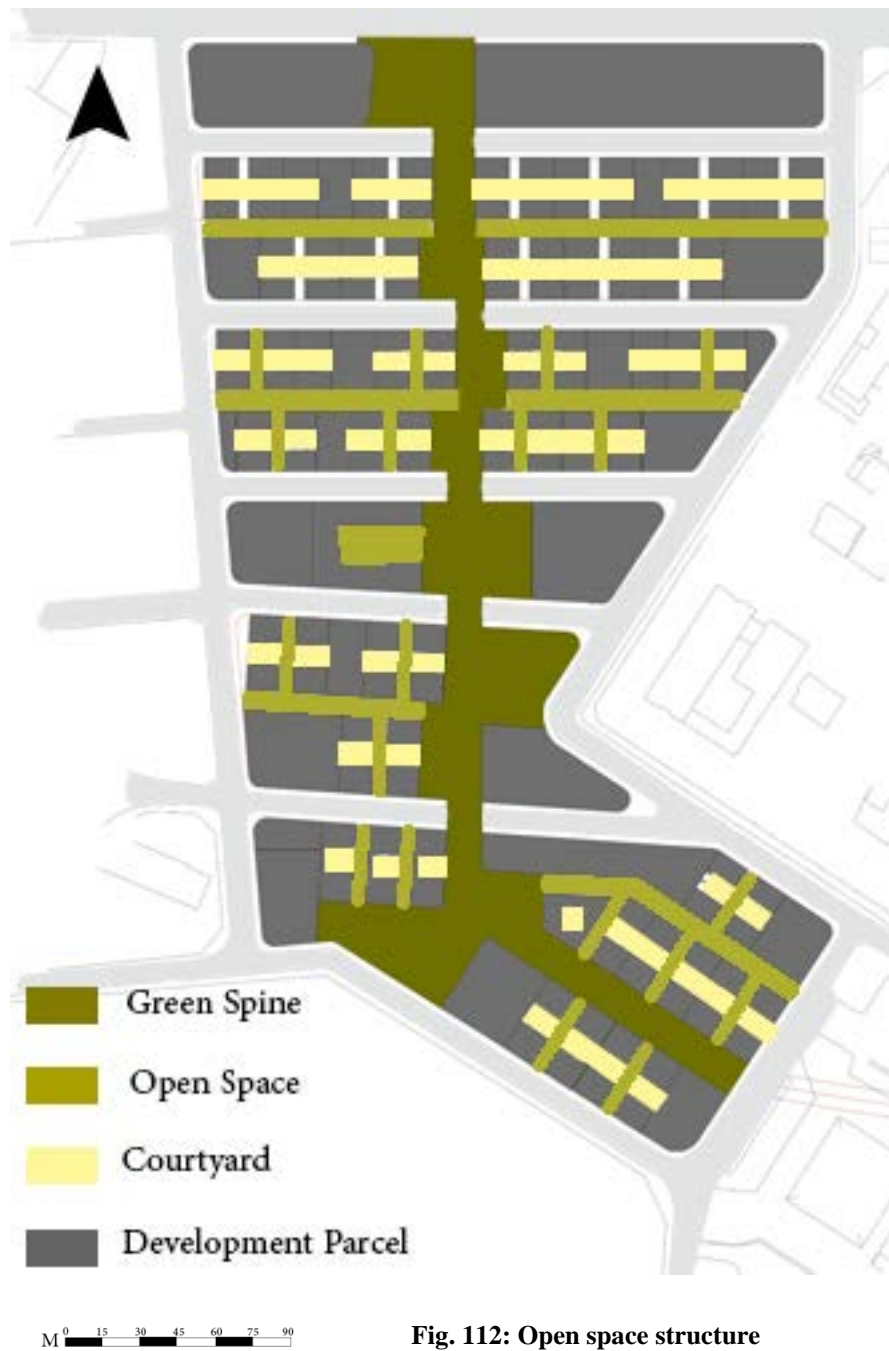 Green Spine
Open Space
Courtyard
Development Parcel
M 0 15 30 45 60 75 90
Fig. 112: Open space structure